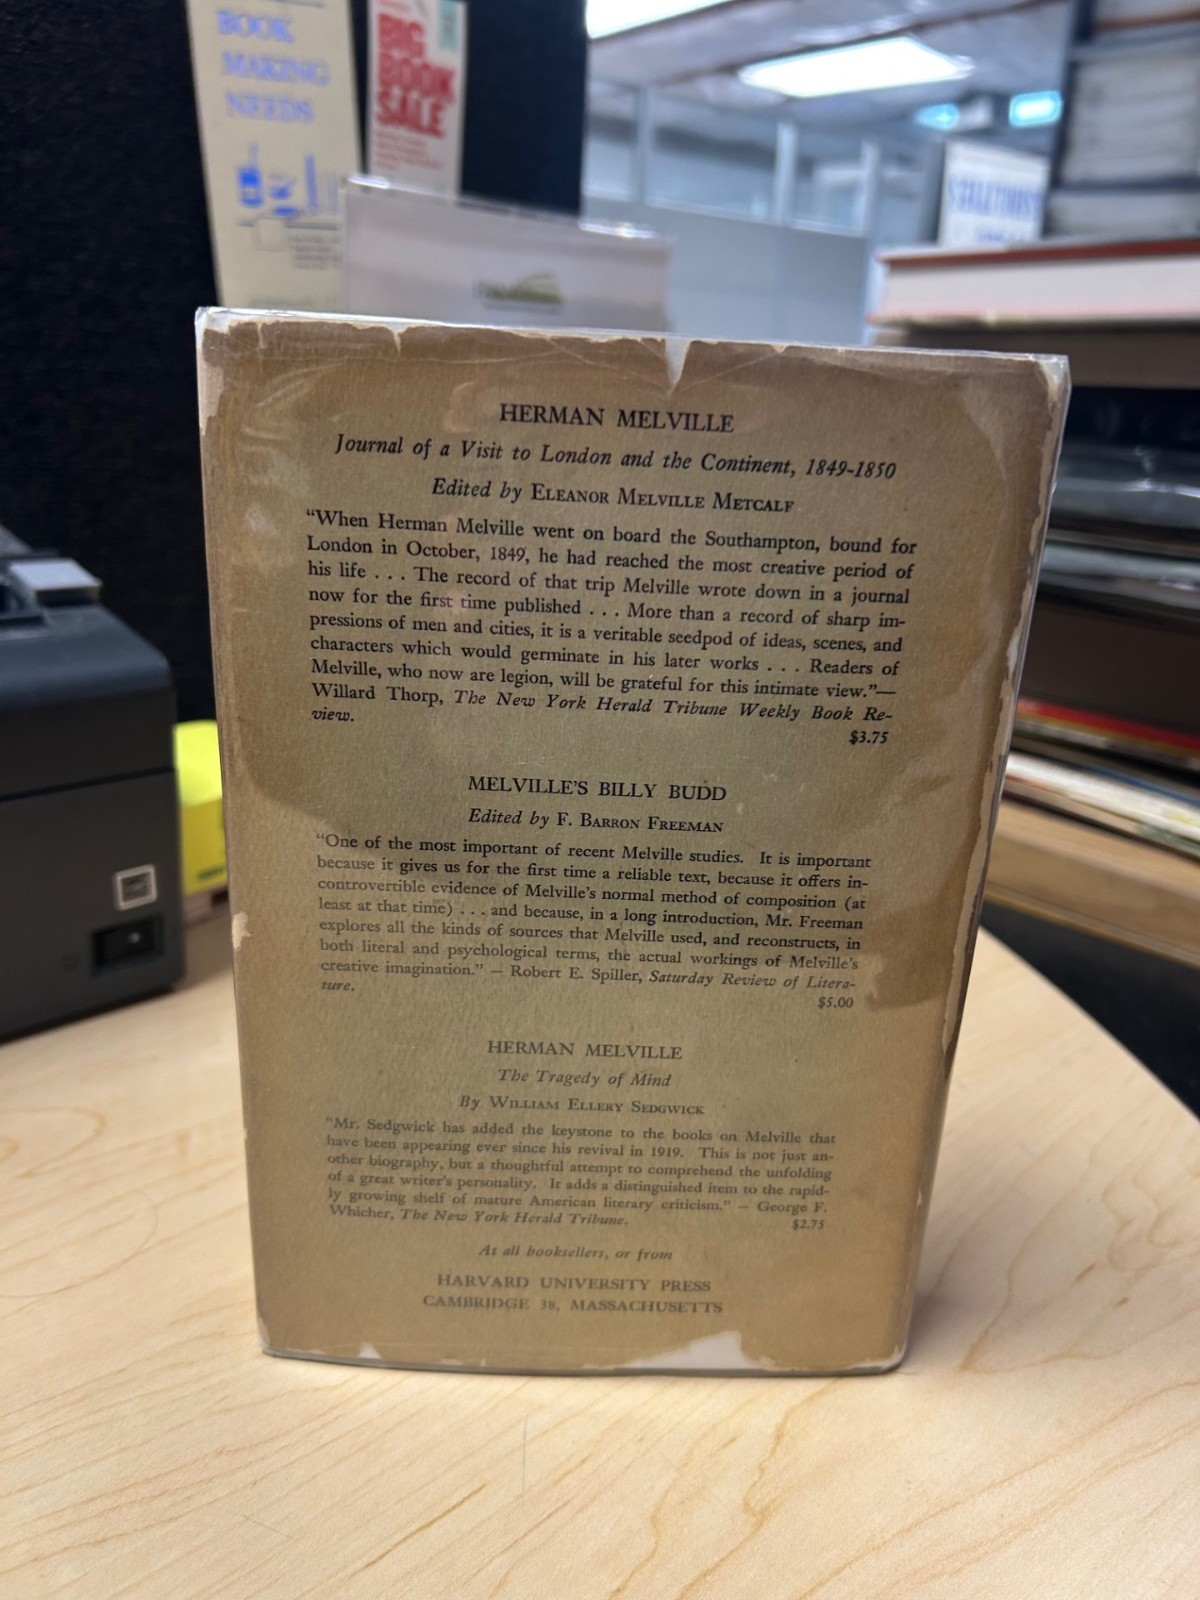 BOOK
MAKING
NEEDS
BIG
BOOK
SALE
HERMAN MELVILLE
Journal of a Visit to London and the Continent, 1849-1850
Edited by ELEANOR MELVILLE METCALF
"When Herman Melville went on board the Southampton, bound for
London in October, 1849, he had reached the most creative period of
his life . . . The record of that trip Melville wrote down in a journal
now for the first time published . . . More than a record of sharp im-
pressions of men and cities, it is a veritable seedpod of ideas, scenes, and
characters which would germinate in his later works . . . Readers of
Melville, who now are legion, will be grateful for this intimate view."—
Willard Thorp, The New York Herald Tribune Weekly Book Re-
view.
$3.75
MELVILLE'S BILLY BUDD
Edited by F. BARRON FREEMAN
"One of the most important of recent Melville studies. It is important
because it gives us for the first time a reliable text, because it offers in-
controvertible evidence of Melville's normal method of composition (at
least at that time) . . . and because, in a long introduction, Mr. Freeman
explores all the kinds of sources that Melville used, and reconstructs, in
both literal and psychological terms, the actual workings of Melville's
creative imagination." — Robert E. Spiller, Saturday Review of Litera-
ture.
$5.00
HERMAN MELVILLE
The Tragedy of Mind
By WILLIAM ELLERY SEDGWICK
"Mr. Sedgwick has added the keystone to the books on Melville that
have been appearing ever since his revival in 1919. This is not just an-
other biography, but a thoughtful attempt to comprehend the unfolding
of a great writer's personality. It adds a distinguished item to the rapid-
ly growing shelf of mature American literary criticism." — George F.
Whicher, The New York Herald Tribune.
$2.75
At all booksellers, or from
HARVARD UNIVERSITY PRESS
CAMBRIDGE 38, MASSACHUSETTS